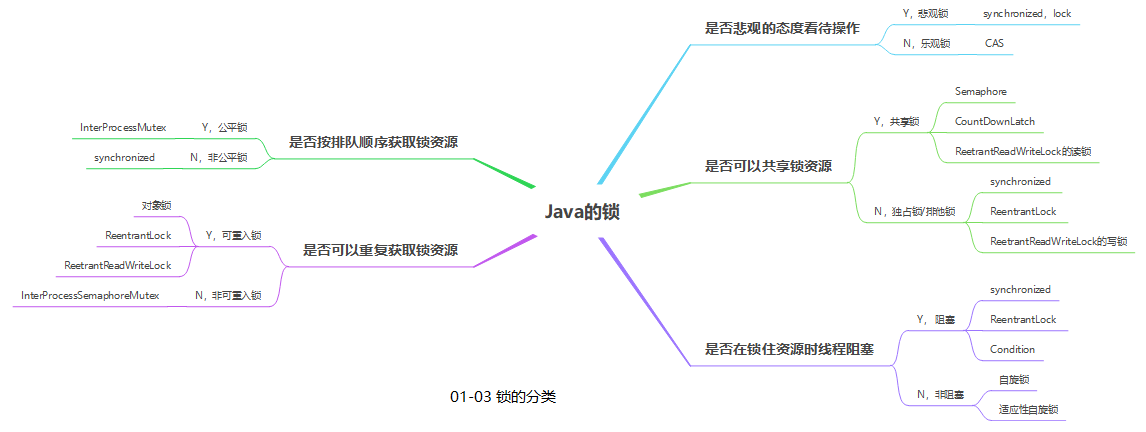 Java的锁
是否悲观的态度看待操作
Y，悲观锁
synchronized，lock
N，乐观锁
CAS
是否可以共享锁资源
Y，共享锁
Semaphore
CountDownLatch
ReetrantReadWriteLock的读锁
N，独占锁/排他锁
synchronized
ReentrantLock
ReetrantReadWriteLock的写锁
是否在锁住资源时线程阻塞
Y，阻塞
synchronized
ReentrantLock
Condition
N，非阻塞
自旋锁
适应性自旋锁
是否按排队顺序获取锁资源
Y，公平锁
InterProcessMutex
N，非公平锁
synchronized
是否可以重复获取锁资源
Y，可重入锁
对象锁
ReentrantLock
ReetrantReadWriteLock
N，非可重入锁
InterProcessSemaphoreMutex
01-03 锁的分类